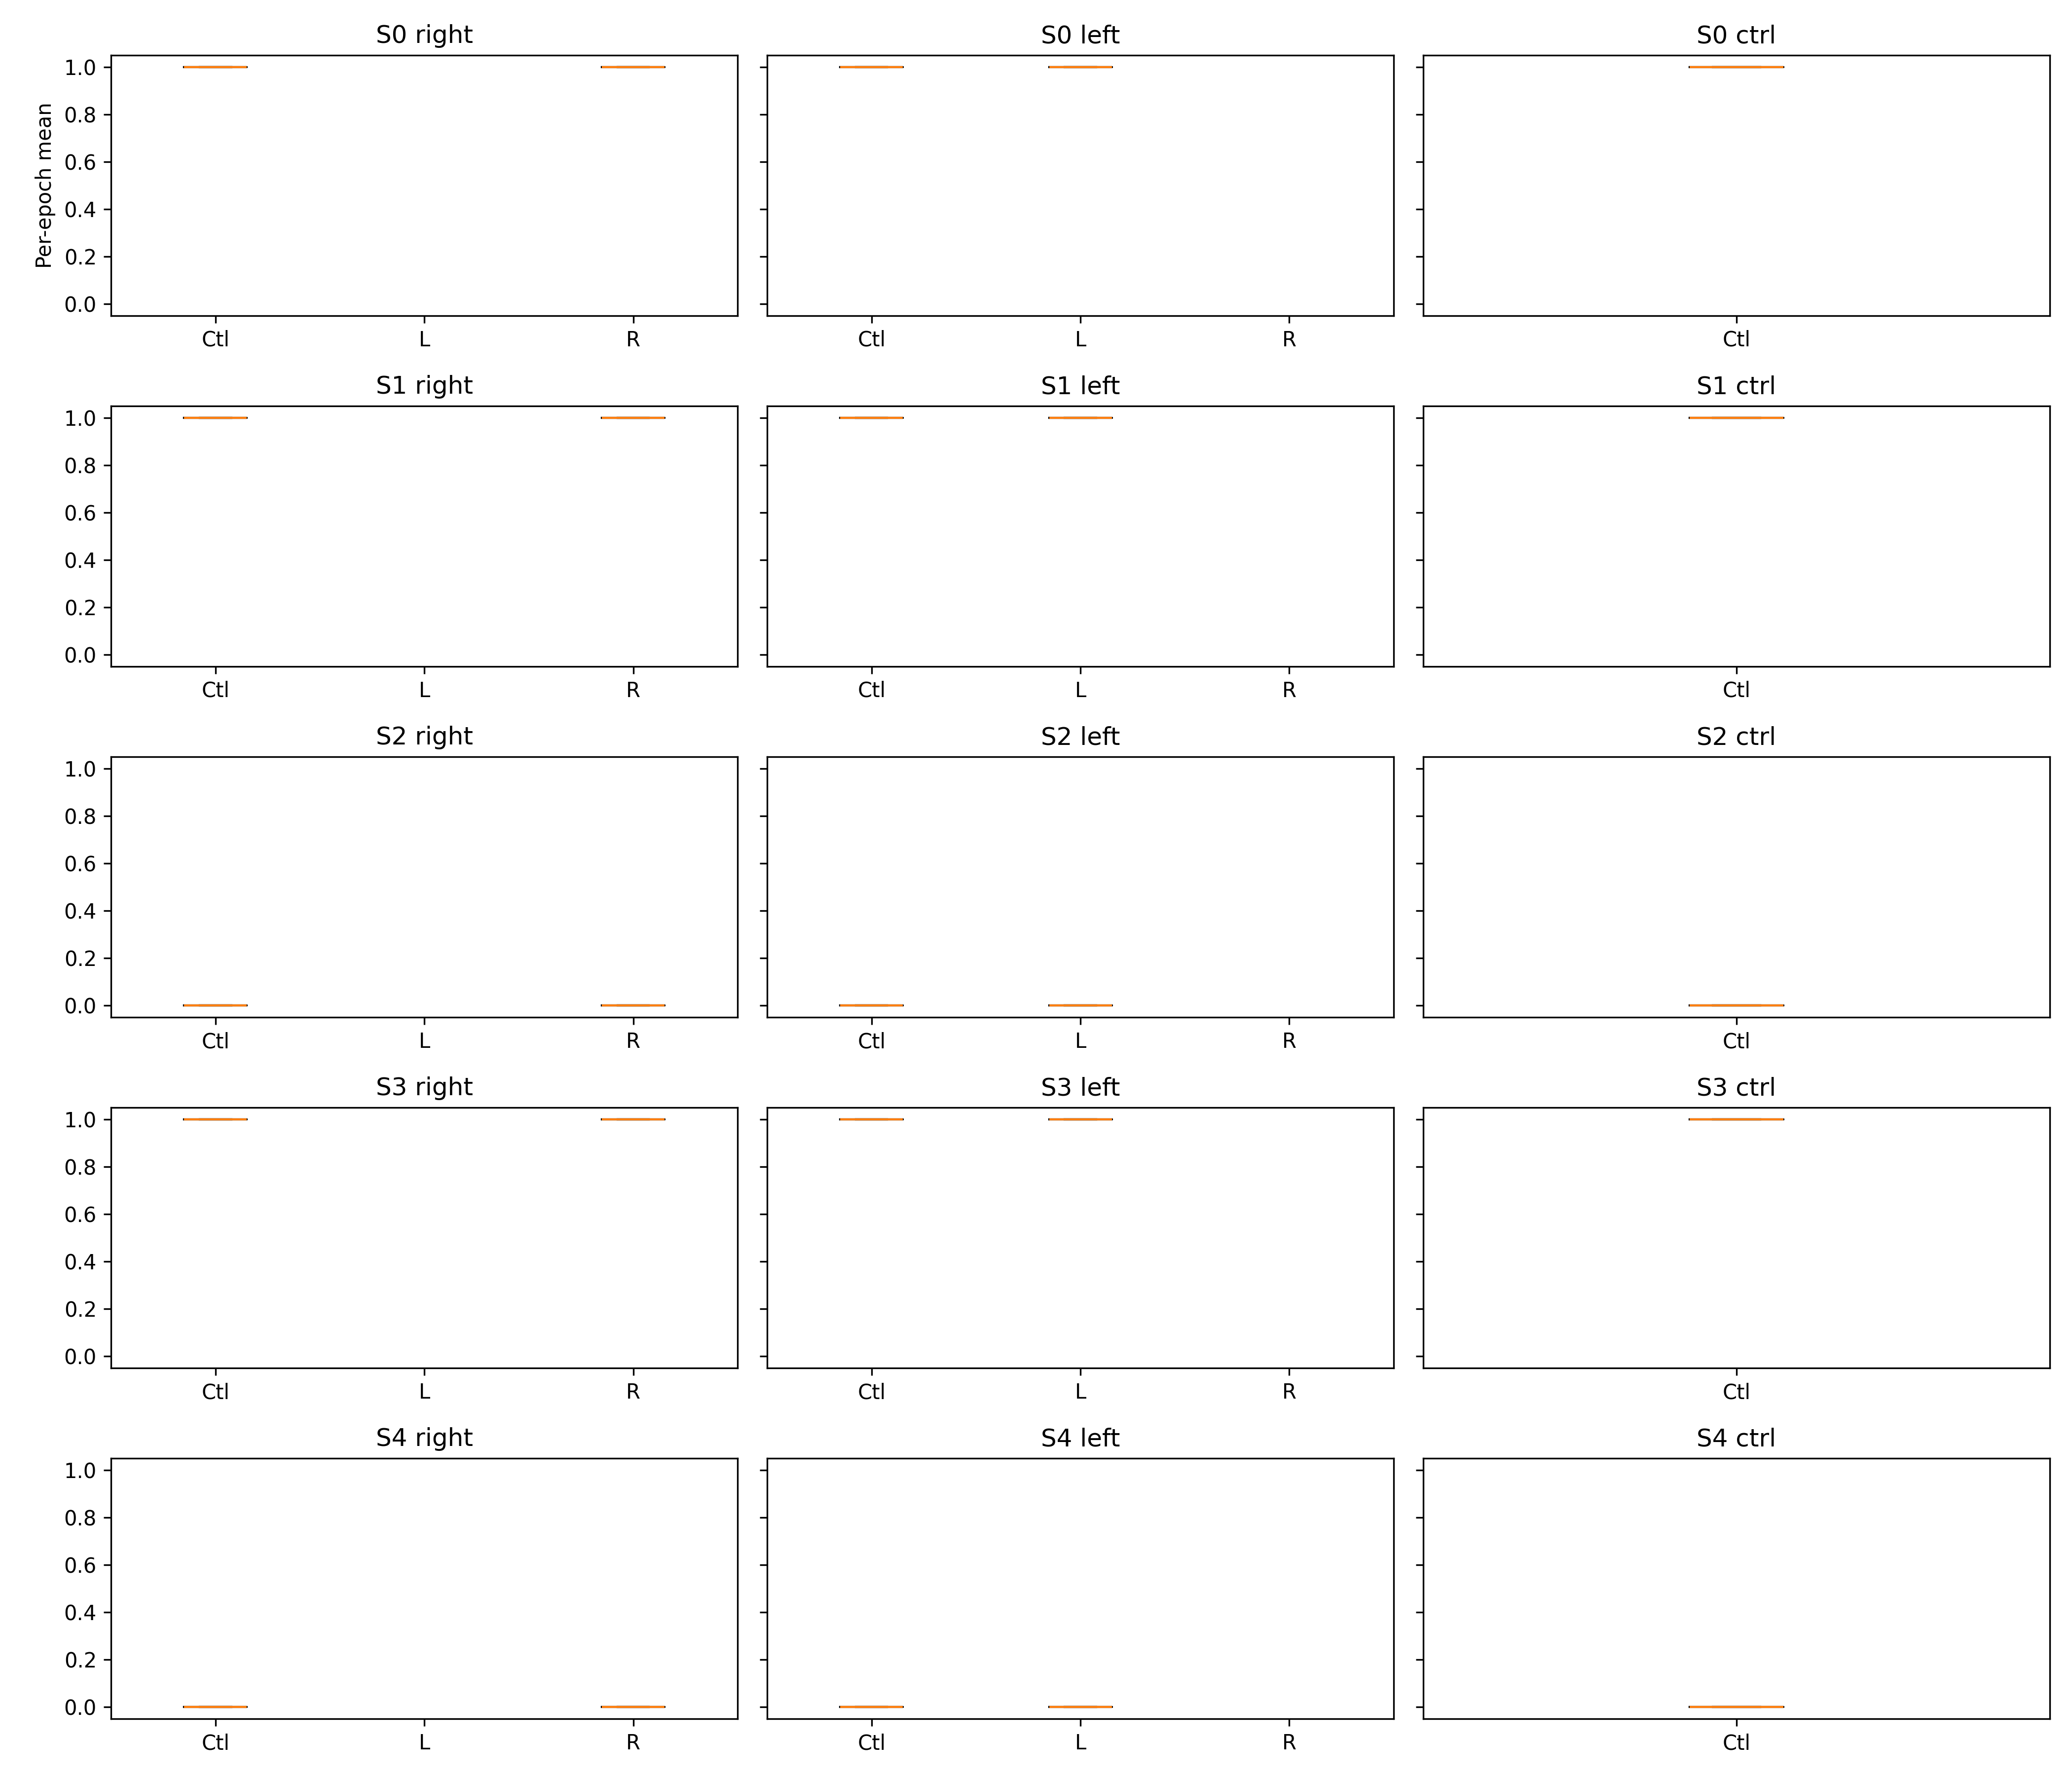 S0 right
S0 left
S0 ctrl
Per-epoch mean
1.0
0.8
0.6
0.4
0.2
0.0
Ctl L R
Ctl L R
Ctl
S1 right
S1 left
S1 ctrl
1.0
0.8
0.6
0.4
0.2
0.0
Ctl L R
Ctl L R
Ctl
S2 right
S2 left
S2 ctrl
1.0
0.8
0.6
0.4
0.2
0.0
Ctl L R
Ctl L R
Ctl
S3 right
S3 left
S3 ctrl
1.0
0.8
0.6
0.4
0.2
0.0
Ctl L R
Ctl L R
Ctl
S4 right
S4 left
S4 ctrl
1.0
0.8
0.6
0.4
0.2
0.0
Ctl L R
Ctl L R
Ctl